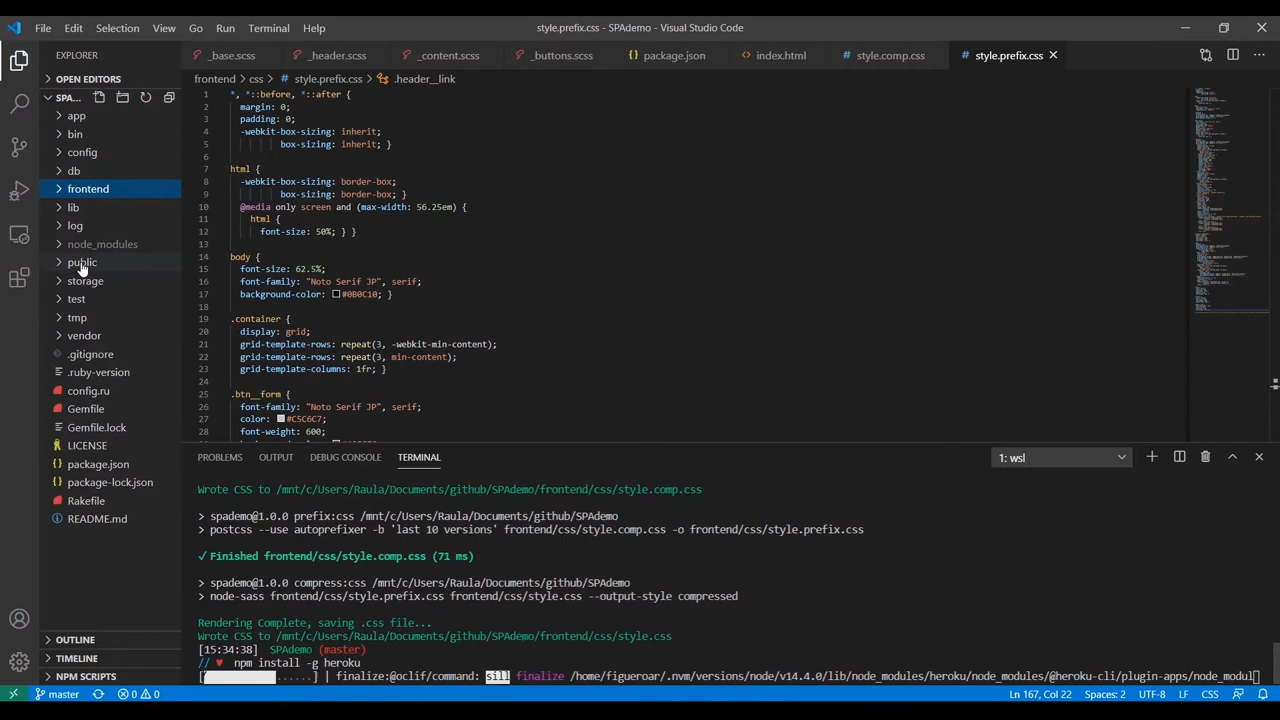 File Edit Selection View Go Run Terminal Help
style.prefix.css - SPAdemo - Visual Studio Code
EXPLORER
_base.scss
_header.scss
_content.scss
_buttons.scss
package.json
index.html
style.comp.css
style.prefix.css
OPEN EDITORS
SPA...
app
bin
config
db
frontend
lib
log
node_modules
public
storage
test
tmp
vendor
.gitignore
.ruby-version
config.ru
Gemfile
Gemfile.lock
LICENSE
package.json
package-lock.json
Rakefile
README.md
OUTLINE
TIMELINE
NPM SCRIPTS
frontend > css > style.prefix.css > .header__link
1 *, *::before, *::after {
2 margin: 0;
3 padding: 0;
4 -webkit-box-sizing: inherit;
5 box-sizing: inherit; }
6
7 html {
8 -webkit-box-sizing: border-box;
9 box-sizing: border-box; }
10 @media only screen and (max-width: 56.25em) {
11 html {
12 font-size: 50%; } }
13
14 body {
15 font-size: 62.5%;
16 font-family: "Noto Serif JP", serif;
17 background-color: #0B0C10; }
18
19 .container {
20 display: grid;
21 grid-template-rows: repeat(3, -webkit-min-content);
22 grid-template-rows: repeat(3, min-content);
23 grid-template-columns: 1fr; }
24
25 .btn__form {
26 font-family: "Noto Serif JP", serif;
27 color: #C5C6C7;
28 font-weight: 600;
PROBLEMS OUTPUT DEBUG CONSOLE TERMINAL
1: wsl
Wrote CSS to /mnt/c/Users/Raula/Documents/github/SPAdemo/frontend/css/style.comp.css
> spademo@1.0.0 prefix:css /mnt/c/Users/Raula/Documents/github/SPAdemo
> postcss --use autoprefixer -b 'last 10 versions' frontend/css/style.comp.css -o frontend/css/style.prefix.css
✓ Finished frontend/css/style.comp.css (71 ms)
> spademo@1.0.0 compress:css /mnt/c/Users/Raula/Documents/github/SPAdemo
> node-sass frontend/css/style.prefix.css frontend/css/style.css --output-style compressed
Rendering Complete, saving .css file...
Wrote CSS to /mnt/c/Users/Raula/Documents/github/SPAdemo/frontend/css/style.css
[15:34:38] SPAdemo (master)
// ♥ npm install -g heroku
[ ......] | finalize:@oclif/command: sill finalize /home/figueroar/.nvm/versions/node/v14.4.0/lib/node_modules/heroku/node_modules/@heroku-cli/plugin-apps/node_modul
master
0 0
Ln 167, Col 22 Spaces: 2 UTF-8 LF CSS